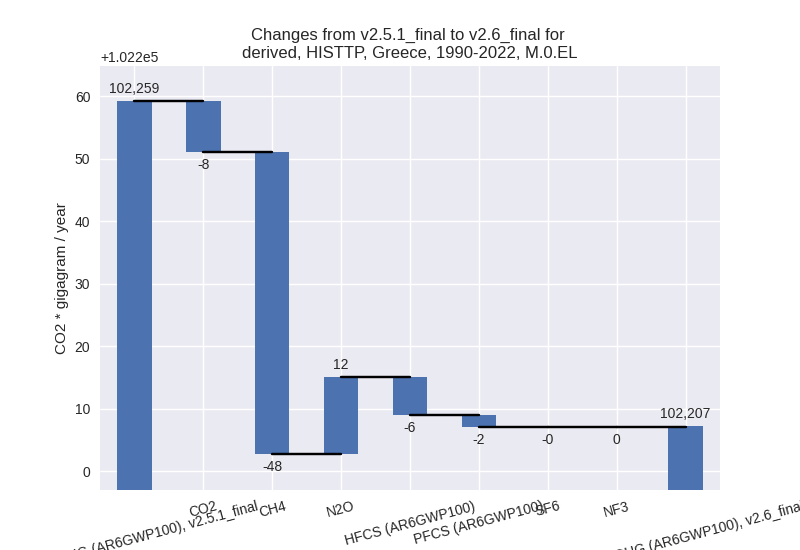 Changes from v2.5.1_final to v2.6_final for
derived, HISTTP, Greece, 1990-2022, M.0.EL
+1.022e5
CO2 * gigagram / year
60
50
40
30
20
10
0
102,259
-8
-48
12
-6
-2
-0
0
102,207
(AR6GWP100), v2.5.1_final
CO2
CH4
N2O
HFCS (AR6GWP100)
PFCS (AR6GWP100)
SF6
NF3
(AR6GWP100), v2.6_final